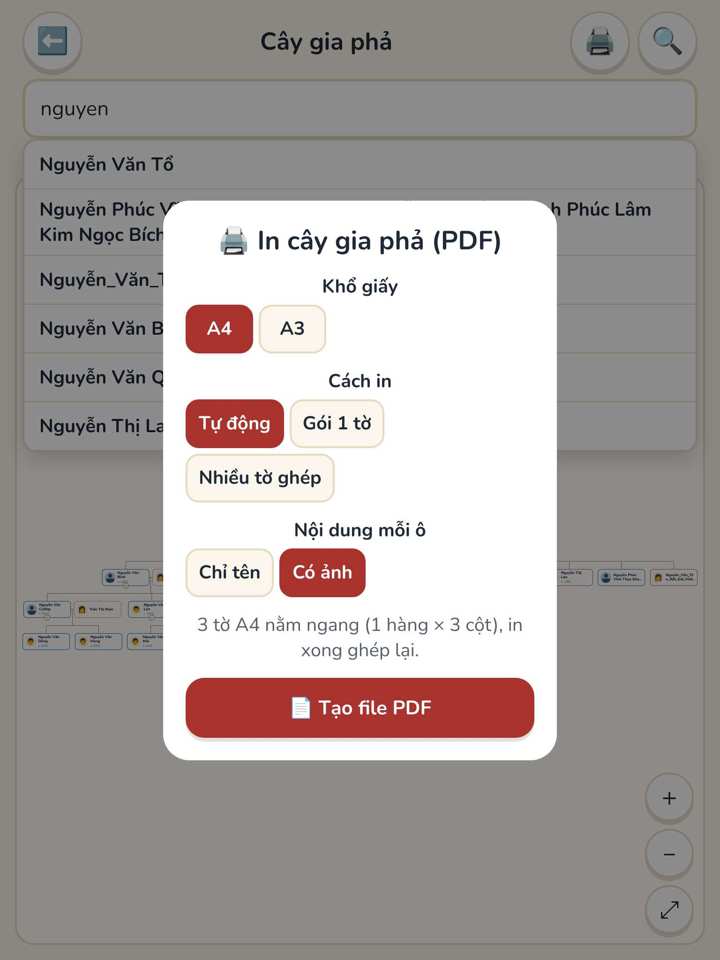 Cây gia phả
nguyen
Nguyễn Văn Tổ
Nguyễn Phúc
h Phúc Lâm
Kim Ngọc Bích
Nguyễn_Văn_
Nguyễn Văn B
Nguyễn Văn Q
Nguyễn Thị La
🖨️ In cây gia phả (PDF)
Khổ giấy
A4 A3
Cách in
Tự động Gói 1 tờ
Nhiều tờ ghép
Nội dung mỗi ô
Chỉ tên Có ảnh
3 tờ A4 nằm ngang (1 hàng × 3 cột), in
xong ghép lại.
📄 Tạo file PDF
+
−